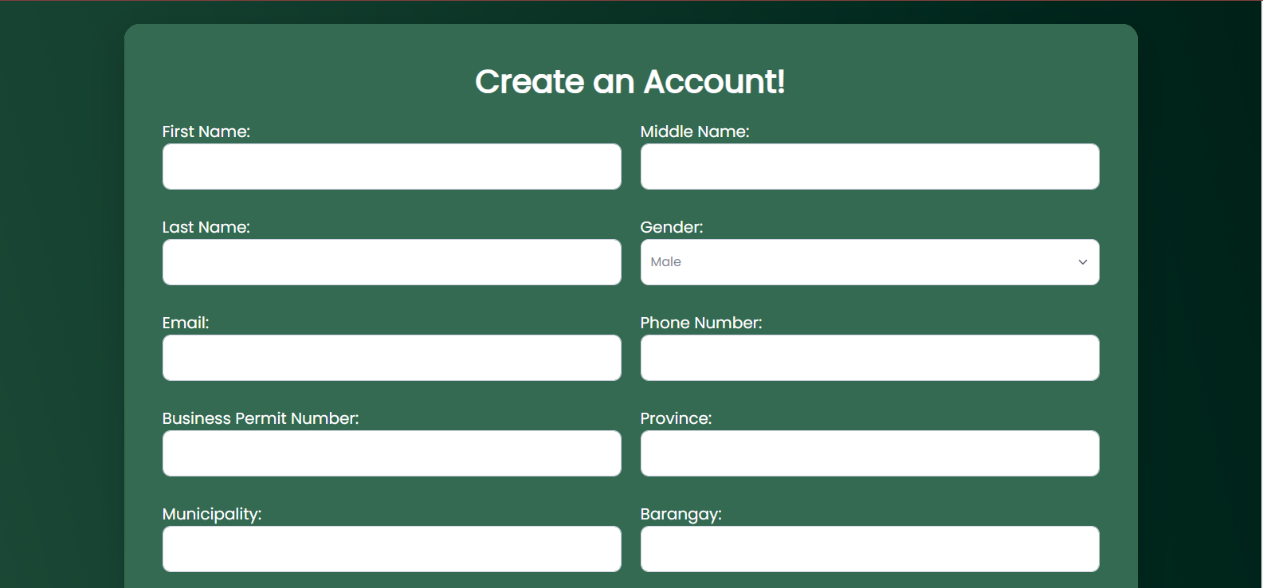 Create an Account!
First Name:
Middle Name:
Last Name:
Gender:
Male
Email:
Phone Number:
Business Permit Number:
Province:
Municipality:
Barangay: